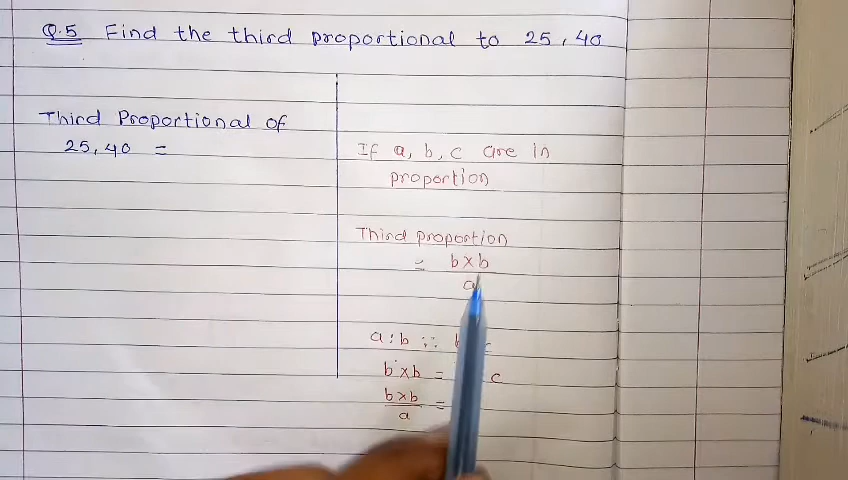 Q.5 Find the third proportional to 25, 40
Third Proportional of
25, 40 =
If a, b, c are in
proportion
Third proportion
= b×b
a
a : b ::
b×b = c
b×b =
a